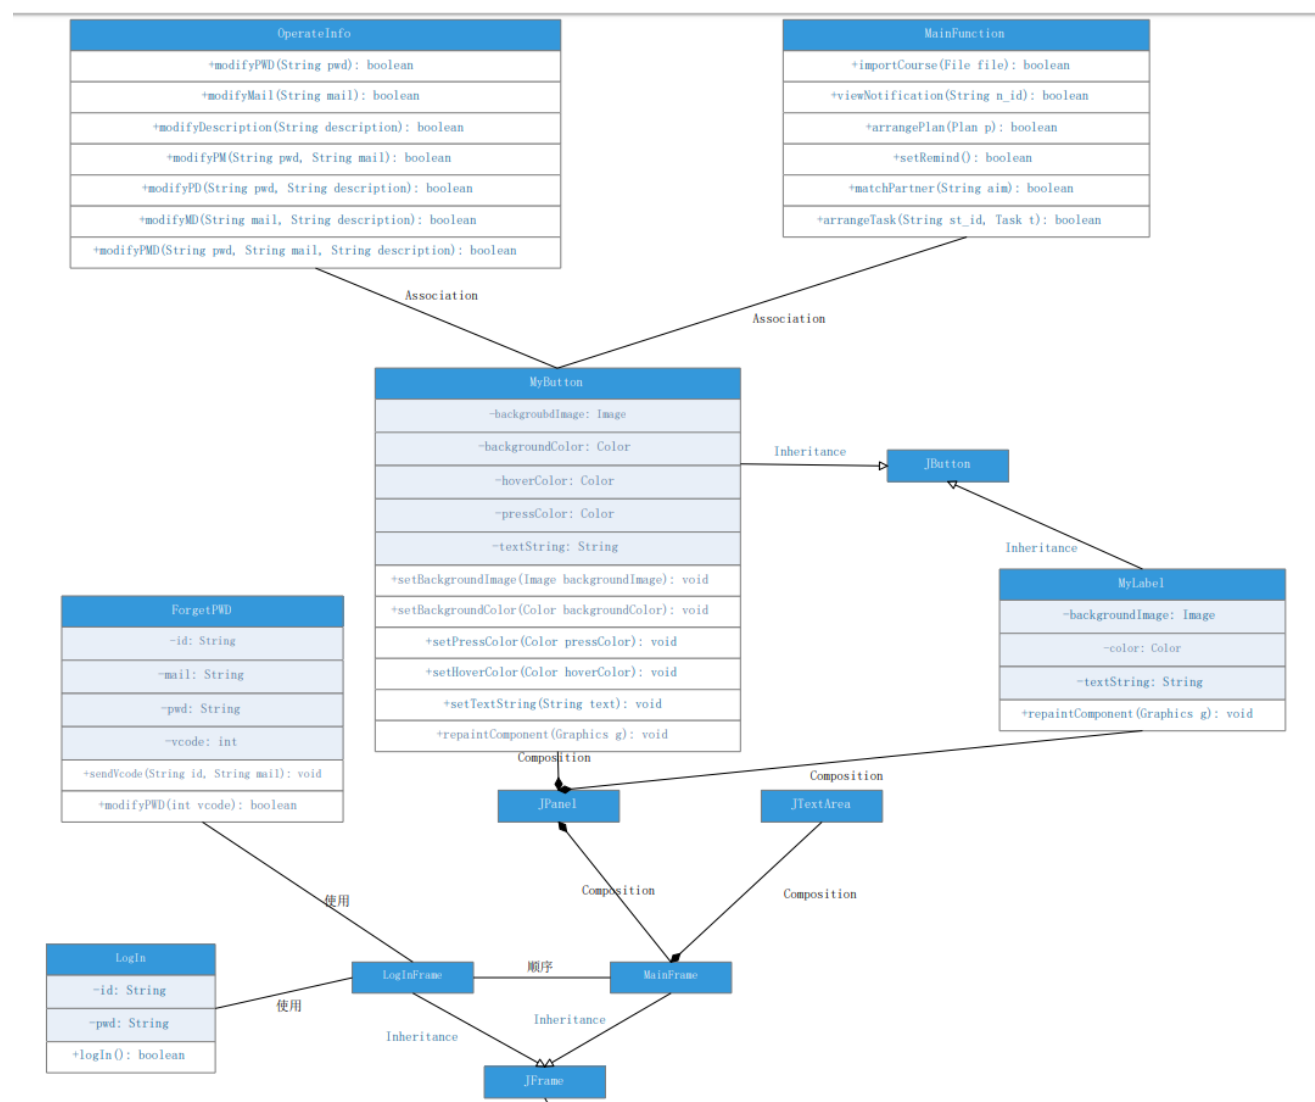 OperateInfo
+modifyPWD(String pwd): boolean
+modifyMail(String mail): boolean
+modifyDescription(String description): boolean
+modifyPM(String pwd, String mail): boolean
+modifyPD(String pwd, String description): boolean
+modifyMD(String mail, String description): boolean
+modifyPMD(String pwd, String mail, String description): boolean
MainFunction
+importCourse(File file): boolean
+viewNotification(String n_id): boolean
+arrangePlan(Plan p): boolean
+setRemind(): boolean
+matchPartner(String aim): boolean
+arrangeTask(String st_id, Task t): boolean
Association
Association
MyButton
-backgroubdImage: Image
-backgroundColor: Color
-hoverColor: Color
-pressColor: Color
-textString: String
+setBackgroundImage(Image backgroundImage): void
+setBackgroundColor(Color backgroundColor): void
+setPressColor(Color pressColor): void
+setHoverColor(Color hoverColor): void
+setTextString(String text): void
+repaintComponent(Graphics g): void
Inheritance
JButton
Inheritance
MyLabel
-backgroundImage: Image
-color: Color
-textString: String
+repaintComponent(Graphics g): void
ForgetPWD
-id: String
-mail: String
-pwd: String
-vcode: int
+sendVcode(String id, String mail): void
+modifyPWD(int vcode): boolean
Composition
Composition
JPanel
JTextArea
Composition
Composition
使用
LogIn
-id: String
-pwd: String
+logIn(): boolean
使用
LogInFrame
顺序
MainFrame
Inheritance
Inheritance
JFrame